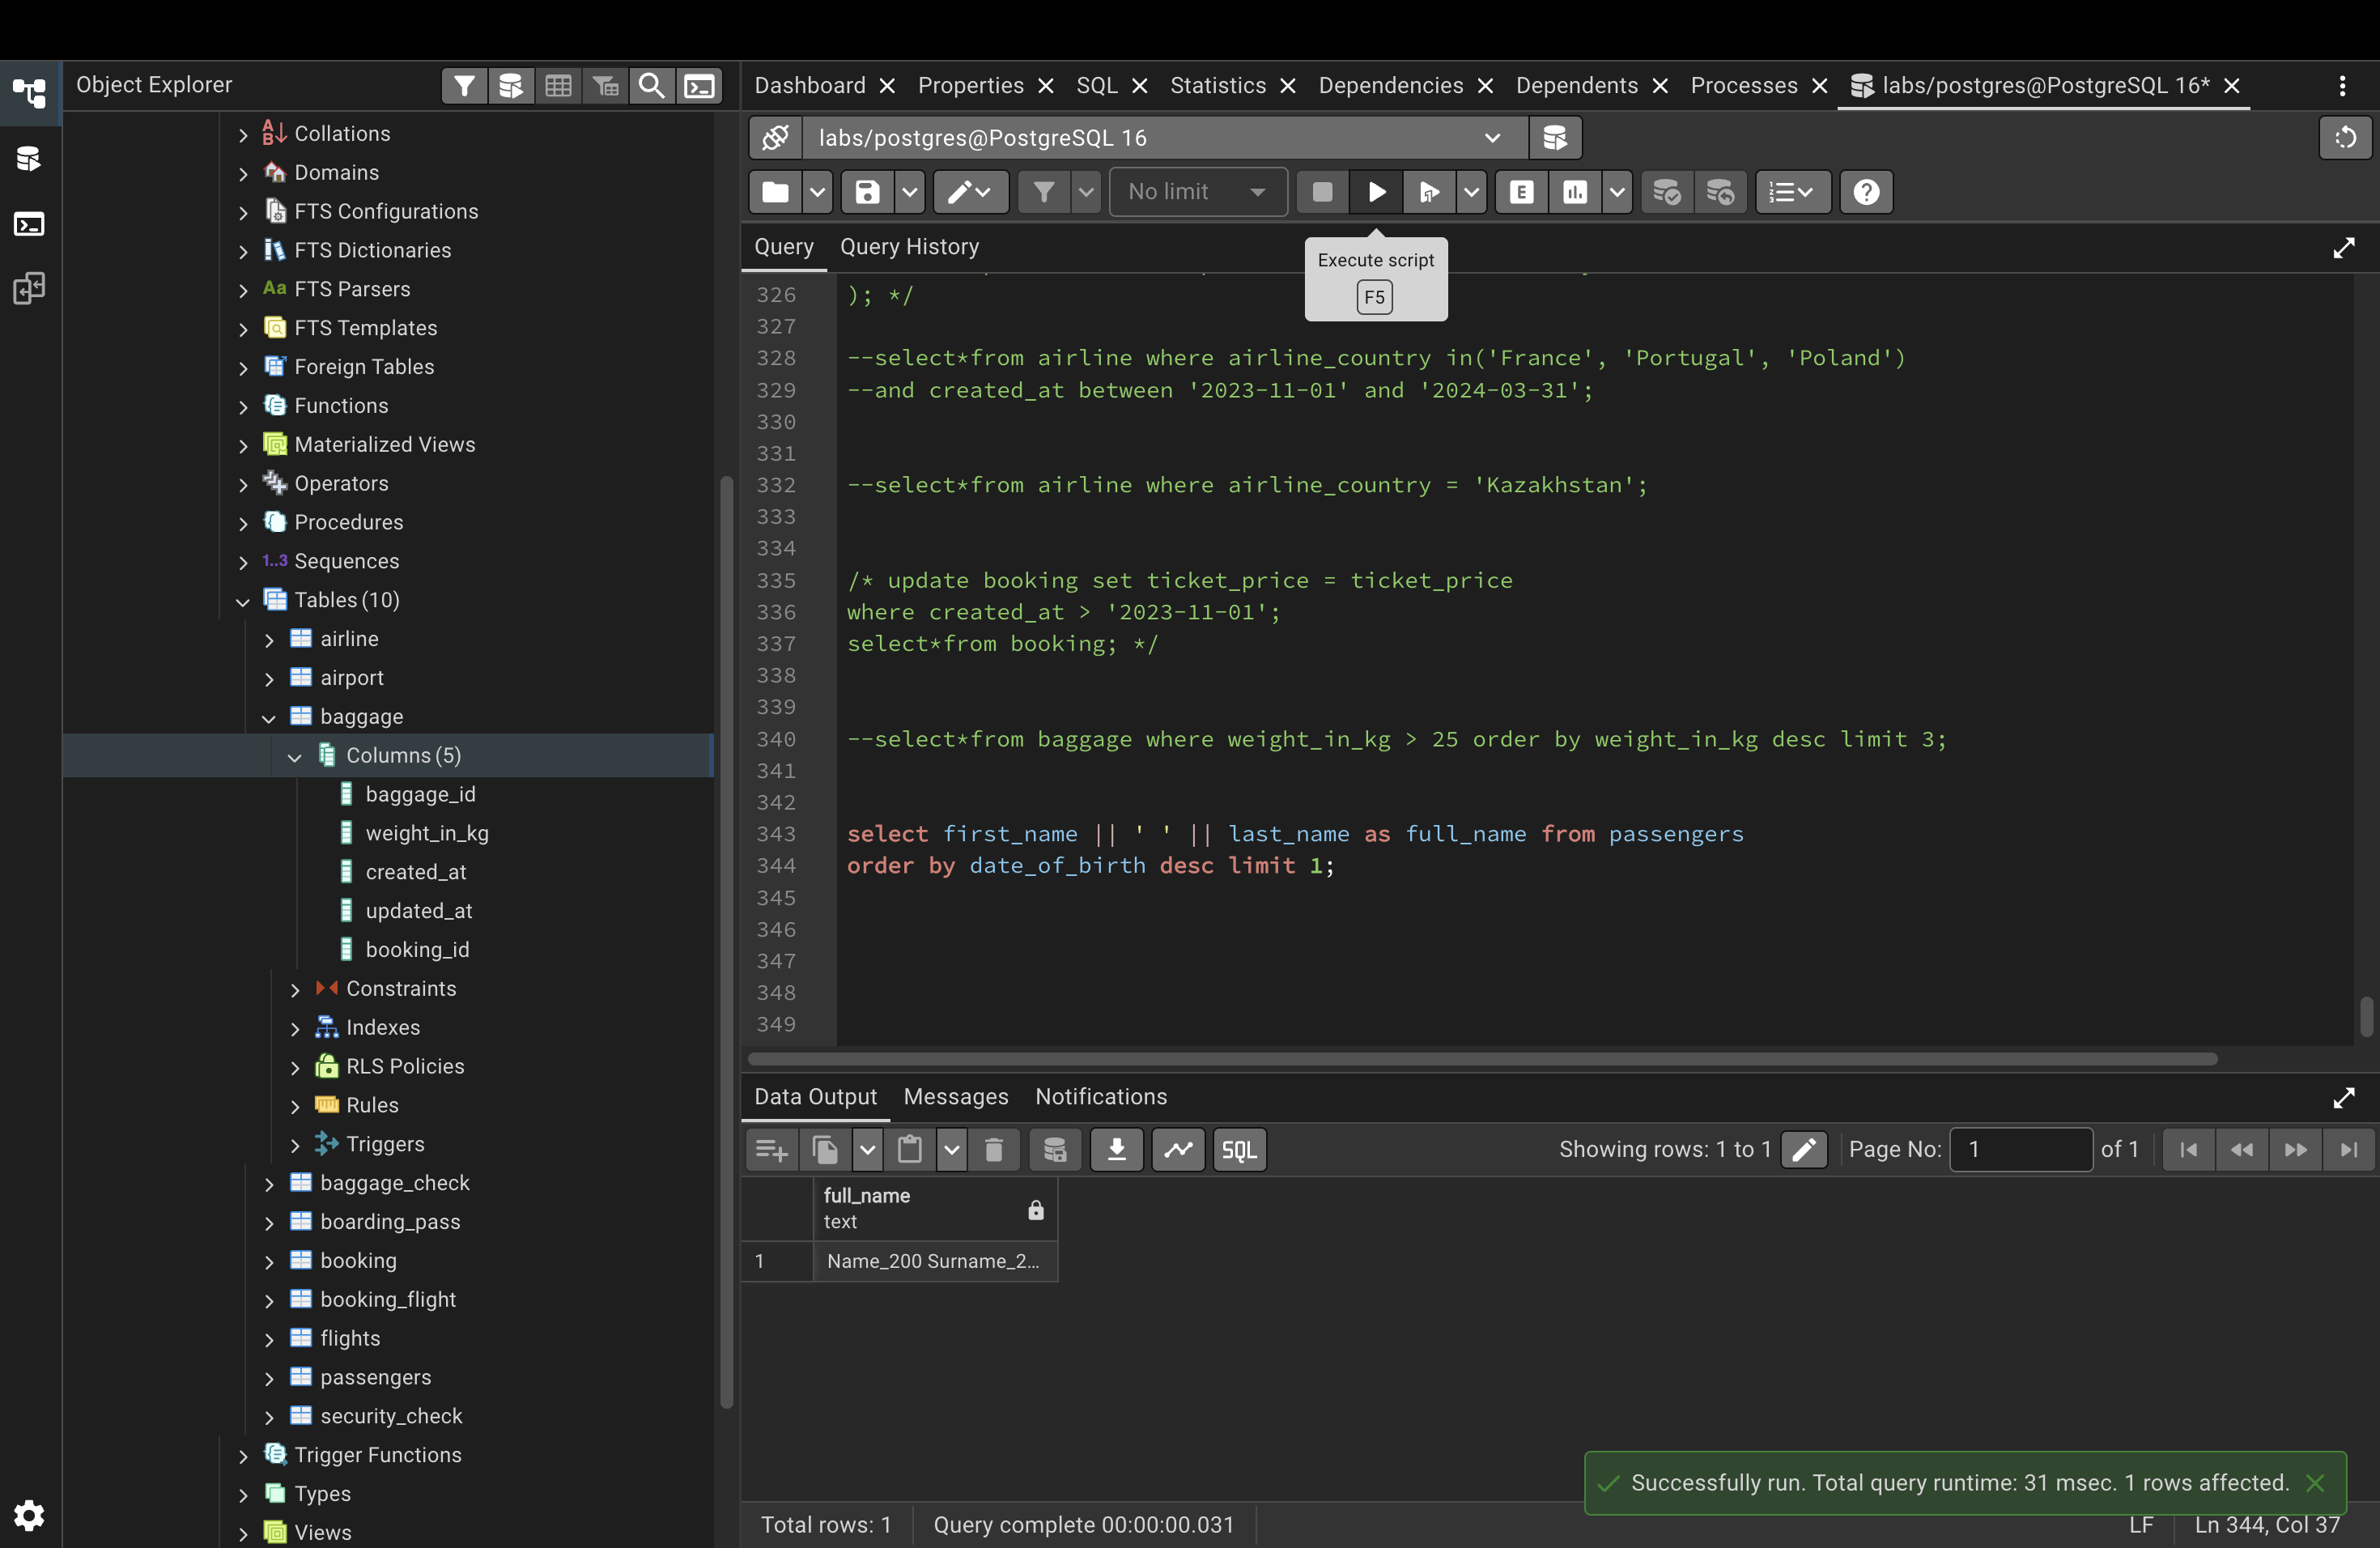 Object Explorer
Collations
Domains
FTS Configurations
FTS Dictionaries
Aa FTS Parsers
FTS Templates
Foreign Tables
Functions
Materialized Views
Operators
Procedures
1..3 Sequences
Tables (10)
airline
airport
baggage
Columns (5)
baggage_id
weight_in_kg
created_at
updated_at
booking_id
Constraints
Indexes
RLS Policies
Rules
Triggers
baggage_check
boarding_pass
booking
booking_flight
flights
passengers
security_check
Trigger Functions
Types
Views
Dashboard Properties SQL Statistics Dependencies Dependents Processes labs/postgres@PostgreSQL 16*
labs/postgres@PostgreSQL 16
No limit
E
Query Query History
Execute script
F5
326 ); */
327
328 --select*from airline where airline_country in('France', 'Portugal', 'Poland')
329 --and created_at between '2023-11-01' and '2024-03-31';
330
331
332 --select*from airline where airline_country = 'Kazakhstan';
333
334
335 /* update booking set ticket_price = ticket_price
336 where created_at > '2023-11-01';
337 select*from booking; */
338
339
340 --select*from baggage where weight_in_kg > 25 order by weight_in_kg desc limit 3;
341
342
343 select first_name || ' ' || last_name as full_name from passengers
344 order by date_of_birth desc limit 1;
345
346
347
348
349
Data Output Messages Notifications
SQL
Showing rows: 1 to 1 Page No: 1 of 1
full_name
text
1 Name_200 Surname_2...
Successfully run. Total query runtime: 31 msec. 1 rows affected.
Total rows: 1 Query complete 00:00:00.031 LF Ln 344, Col 37